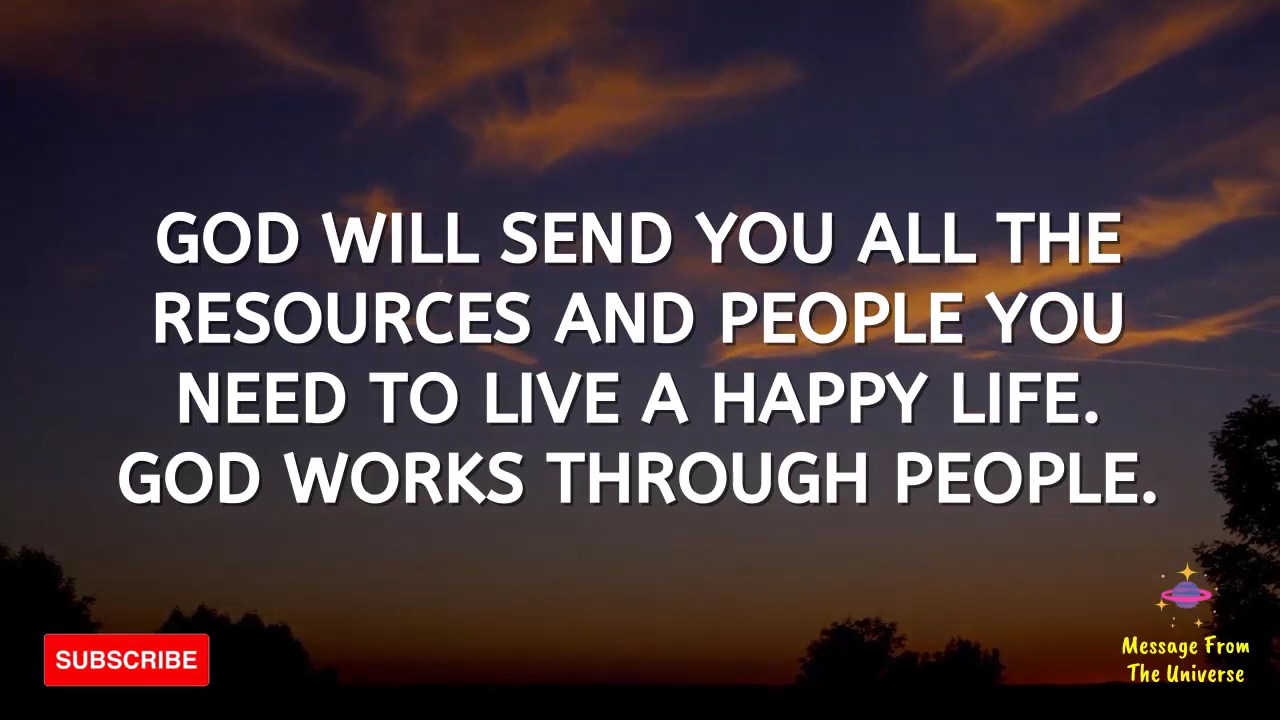 GOD WILL SEND YOU ALL THE
RESOURCES AND PEOPLE YOU
NEED TO LIVE A HAPPY LIFE.
GOD WORKS THROUGH PEOPLE.
SUBSCRIBE
Message From
The Universe